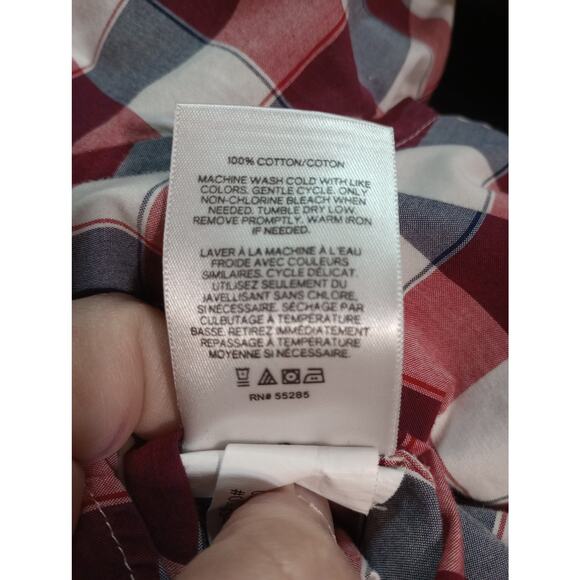 100% COTTON/COTON
MACHINE WASH COLD WITH LIKE
COLORS. GENTLE CYCLE. ONLY
NON-CHLORINE BLEACH WHEN
NEEDED. TUMBLE DRY LOW.
REMOVE PROMPTLY. WARM IRON
IF NEEDED.
LAVER À LA MACHINE À L'EAU
FROIDE AVEC COULEURS
SIMILAIRES. CYCLE DÉLICAT.
UTILISEZ SEULEMENT DU
JAVELLISANT SANS CHLORE,
SI NÉCESSAIRE. SÉCHAGE PAR
CULBUTAGE À TEMPÉRATURE
BASSE. RETIREZ IMMÉDIATEMENT.
REPASSAGE À TEMPÉRATURE
MOYENNE SI NÉCESSAIRE.
RN# 55285